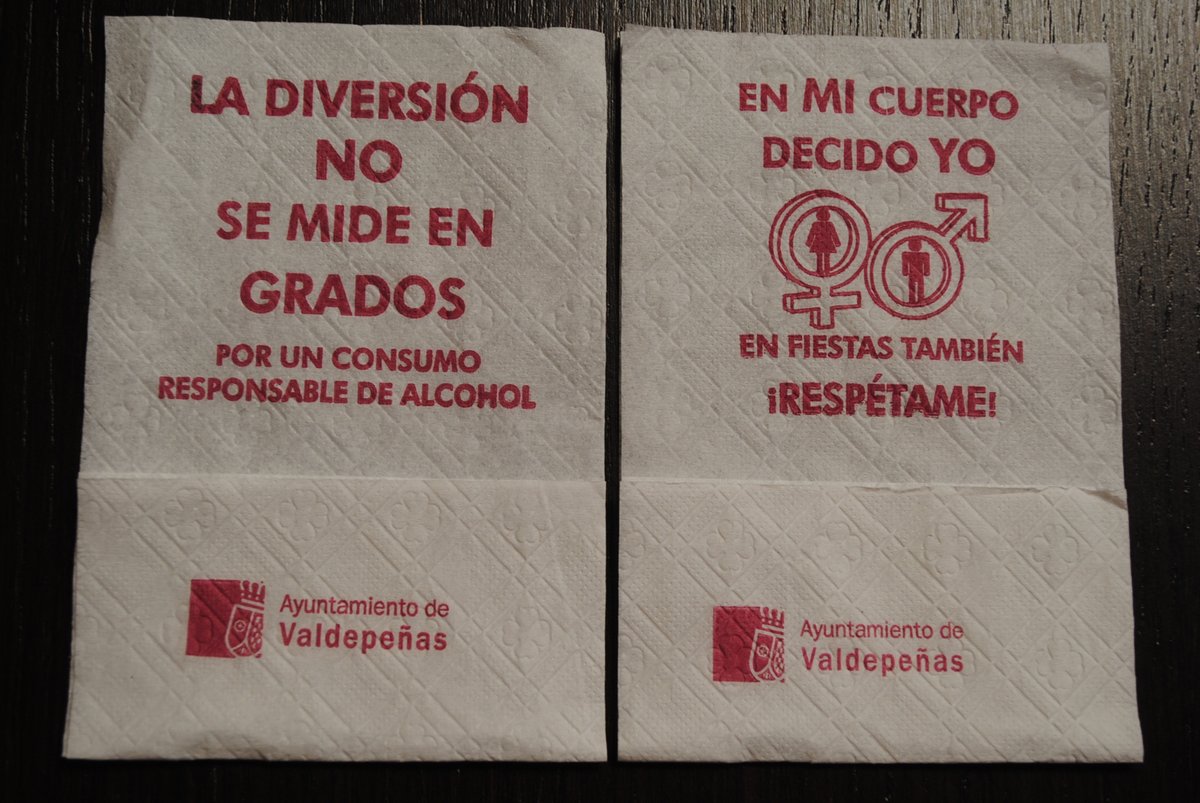 LA DIVERSIÓN
NO
SE MIDE EN
GRADOS
POR UN CONSUMO
RESPONSABLE DE ALCOHOL
Ayuntamiento de
Valdepeñas
EN MI CUERPO
DECIDO YO
EN FIESTAS TAMBIÉN
¡RESPÉTAME!
Ayuntamiento de
Valdepeñas